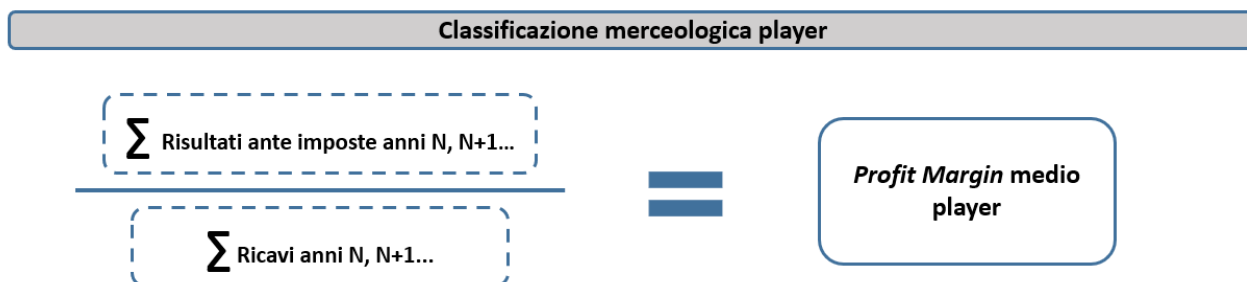 Classificazione merceologica player
∑ Risultati ante imposte anni N, N+1...
∑ Ricavi anni N, N+1...
=
Profit Margin medio
player